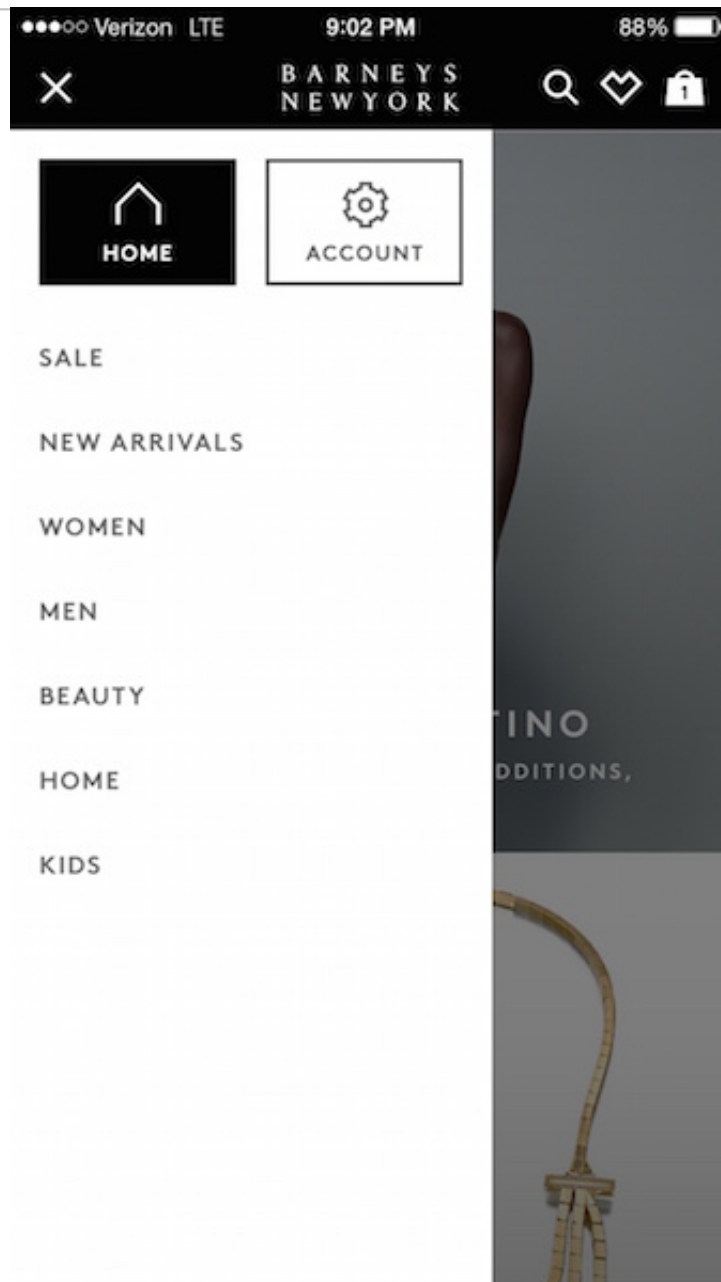 Verizon LTE 9:02 PM 88%
BARNEYS
NEWYORK
1
HOME ACCOUNT
SALE
NEW ARRIVALS
WOMEN
MEN
TINO
BEAUTY
DDITIONS,
HOME
KIDS